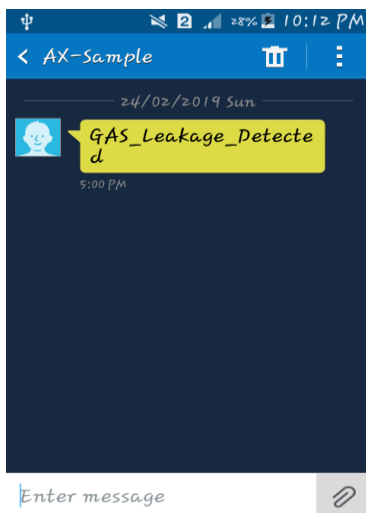 2 28% 10:12 PM
AX-Sample
24/02/2019 Sun
GAS_Leakage_Detecte
d
5:00 PM
Enter message